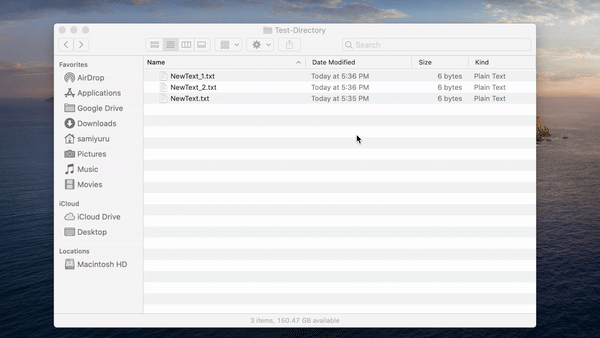 Test-Directory
Search
Favorites
AirDrop
Applications
Google Drive
Downloads
samiyuru
Pictures
Music
Movies
iCloud
iCloud Drive
Desktop
Locations
Macintosh HD
Name Date Modified Size Kind
NewText_1.txt Today at 5:36 PM 6 bytes Plain Text
NewText_2.txt Today at 5:36 PM 6 bytes Plain Text
NewText.txt Today at 5:35 PM 6 bytes Plain Text
3 items, 150.47 GB available